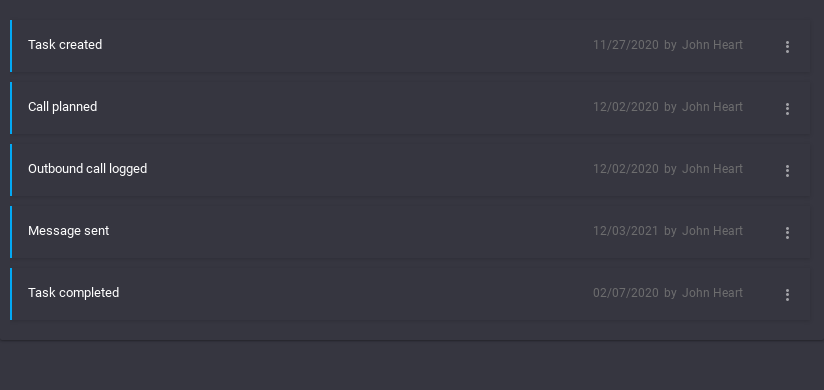 Task created 11/27/2020 by John Heart
Call planned 12/02/2020 by John Heart
Outbound call logged 12/02/2020 by John Heart
Message sent 12/03/2021 by John Heart
Task completed 02/07/2020 by John Heart